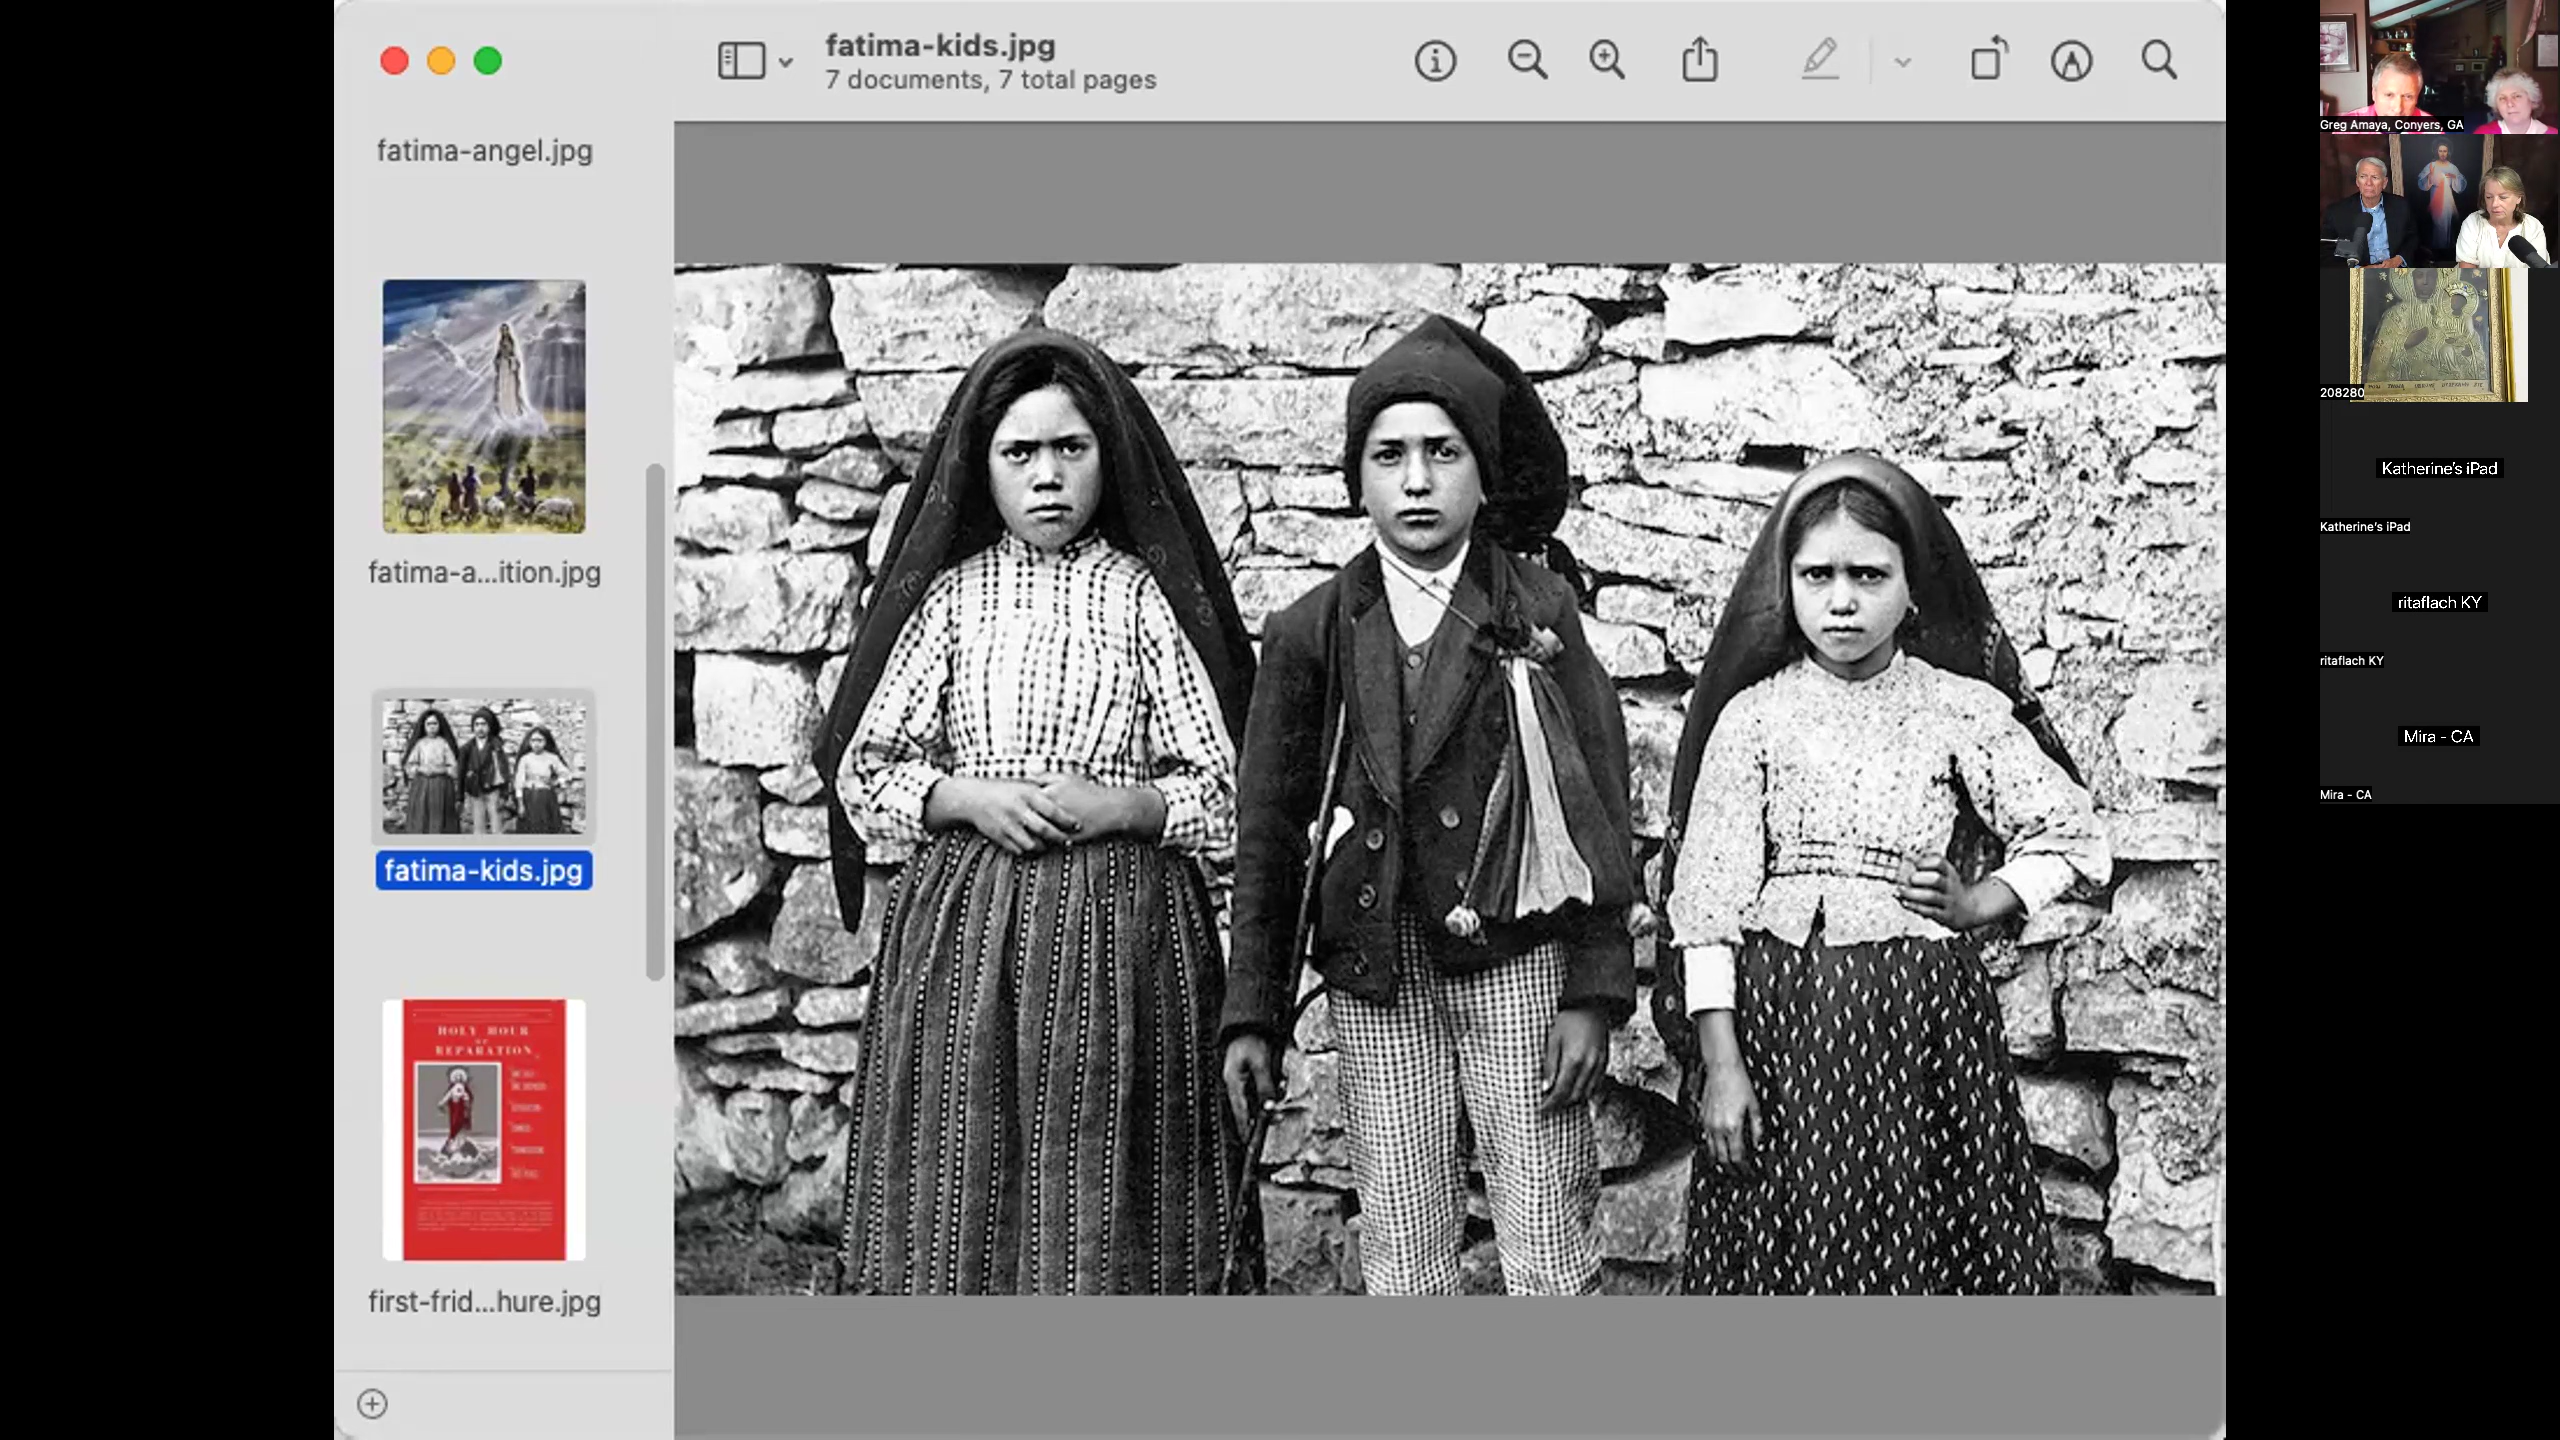 fatima-kids.jpg
7 documents, 7 total pages
fatima-angel.jpg
fatima-a...ition.jpg
fatima-kids.jpg
HOLY HOUR
OF
REPARATION
first-frid...hure.jpg
Greg Amaya, Conyers, GA
208280
Katherine's iPad
Katherine's iPad
ritaflach KY
ritaflach KY
Mira - CA
Mira - CA